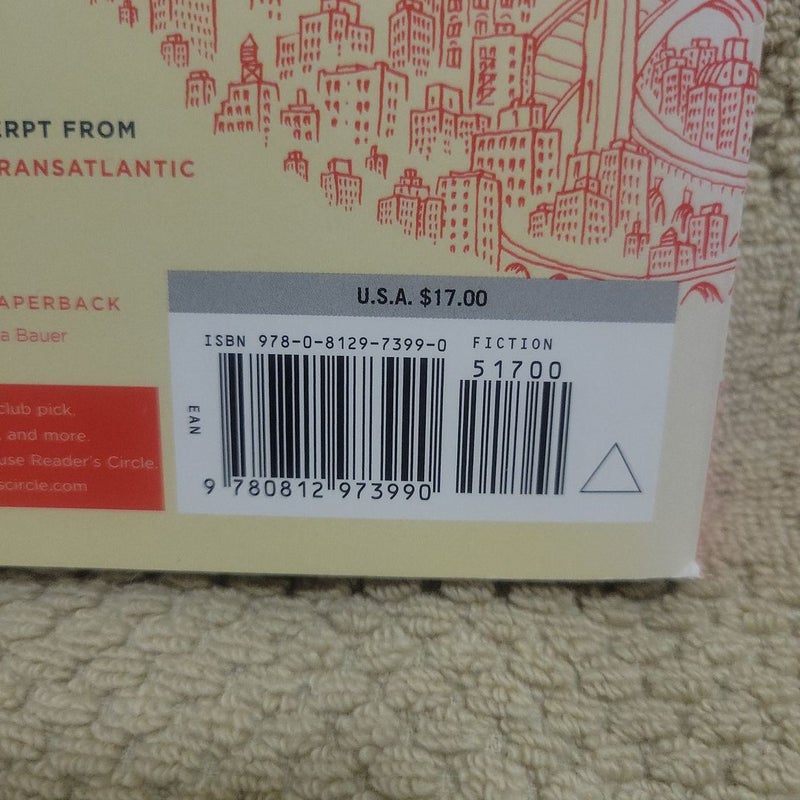 ERPT FROM
RANSATLANTIC
APERBACK
a Bauer
club pick,
, and more.
use Reader's Circle.
scircle.com
U.S.A. $17.00
ISBN 978-0-8129-7399-0 FICTION
51700
EAN
9 780812 973990